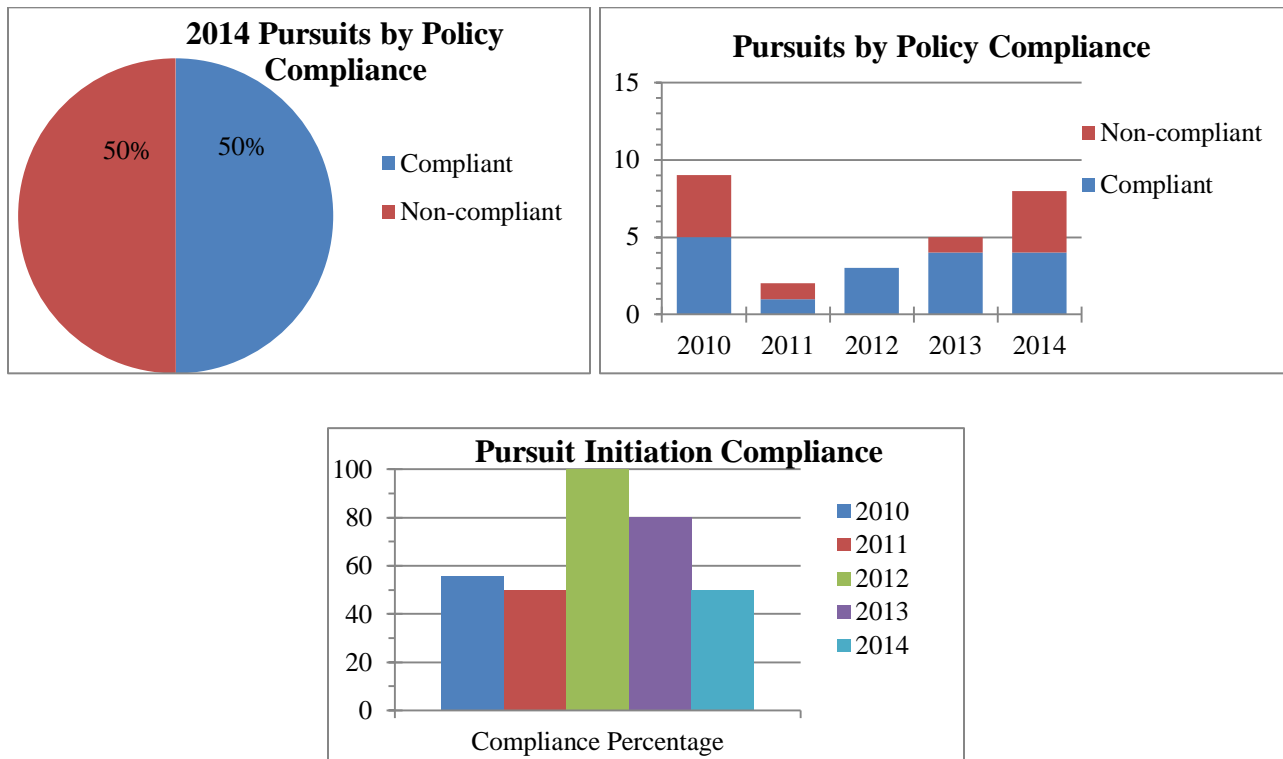 2014 Pursuits by Policy
Compliance
50%
50%
Compliant
Non-compliant
Pursuits by Policy Compliance
15
10
5
0
2010
2011
2012
2013
2014
Non-compliant
Compliant
Pursuit Initiation Compliance
100
80
60
40
20
0
Compliance Percentage
2010
2011
2012
2013
2014